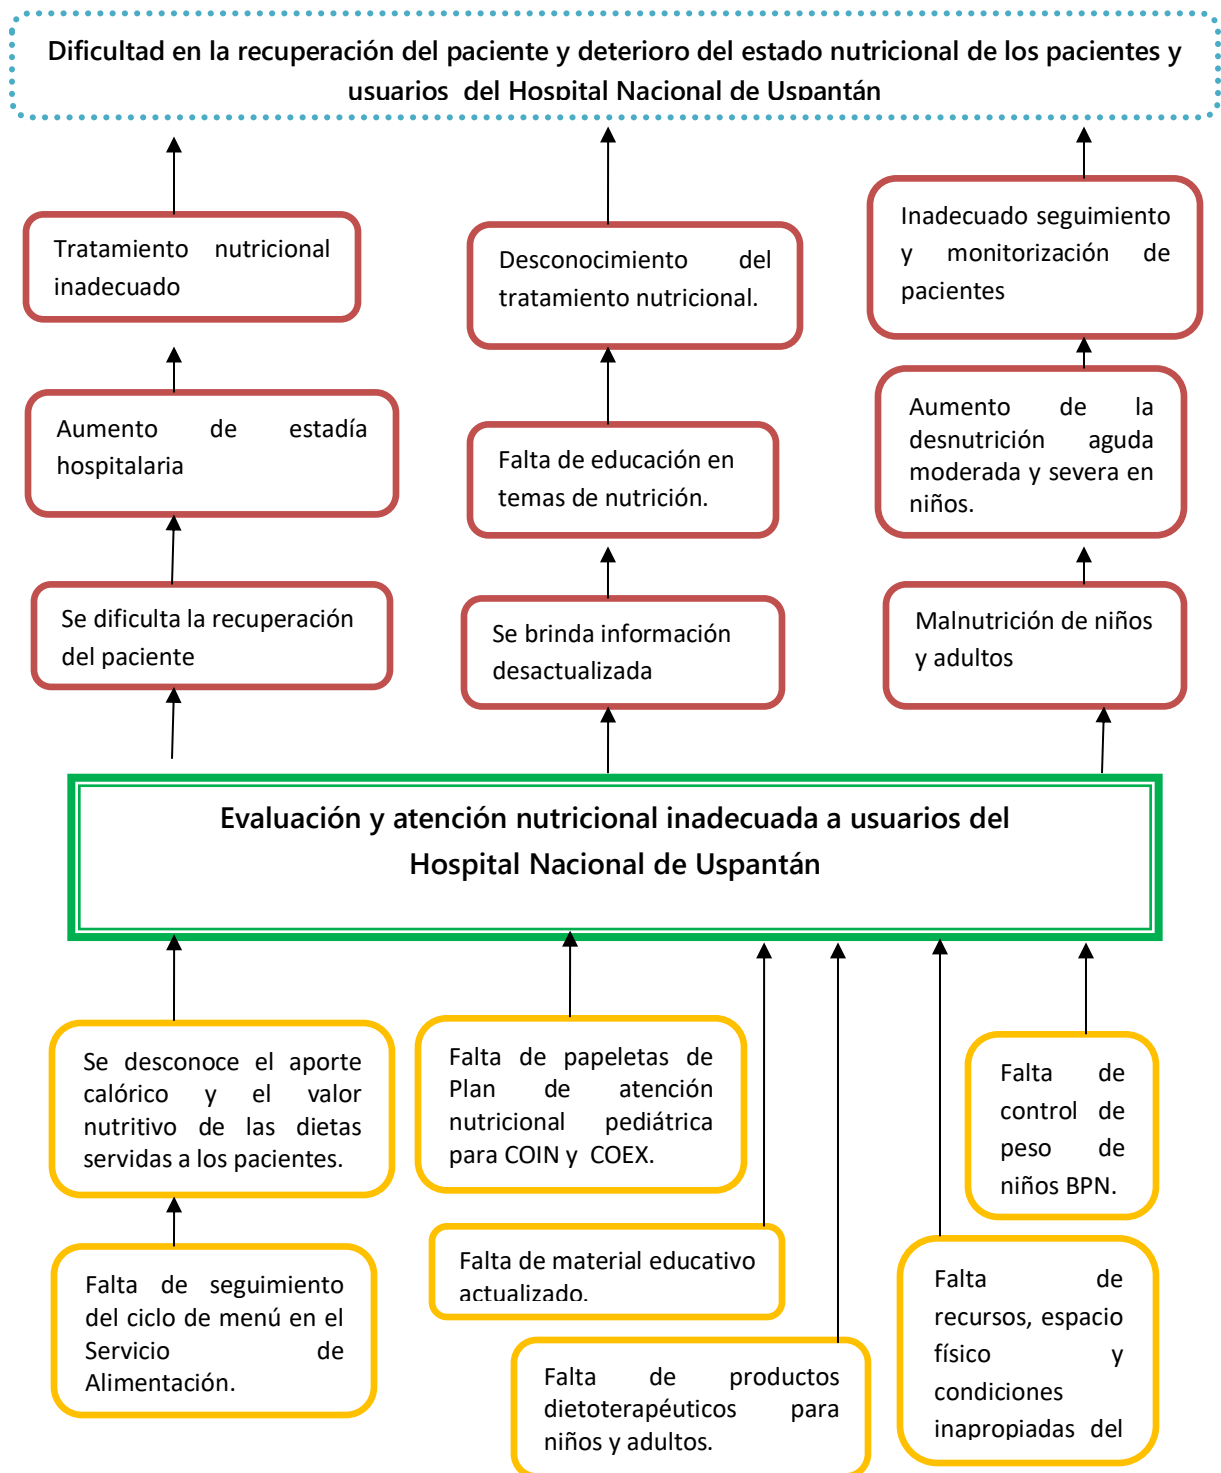 Dificultad en la recuperación del paciente y deterioro del estado nutricional de los pacientes y
usuarios del Hospital Nacional de Uspantán
Tratamiento nutricional
inadecuado
Desconocimiento del
tratamiento nutricional.
Inadecuado seguimiento
y monitorización de
pacientes
Aumento de estadía
hospitalaria
Falta de educación en
temas de nutrición.
Aumento de la
desnutrición aguda
moderada y severa en
niños.
Se dificulta la recuperación
del paciente
Se brinda información
desactualizada
Malnutrición de niños
y adultos
Evaluación y atención nutricional inadecuada a usuarios del
Hospital Nacional de Uspantán
Se desconoce el aporte
calórico y el valor
nutritivo de las dietas
servidas a los pacientes.
Falta de papeletas de
Plan de atención
nutricional pediátrica
para COIN y COEX.
Falta de
control de
peso de
niños BPN.
Falta de seguimiento
del ciclo de menú en el
Servicio de
Alimentación.
Falta de material educativo
actualizado.
Falta de productos
dietoterapéuticos para
niños y adultos.
Falta de
recursos, espacio
físico y
condiciones
inapropiadas del